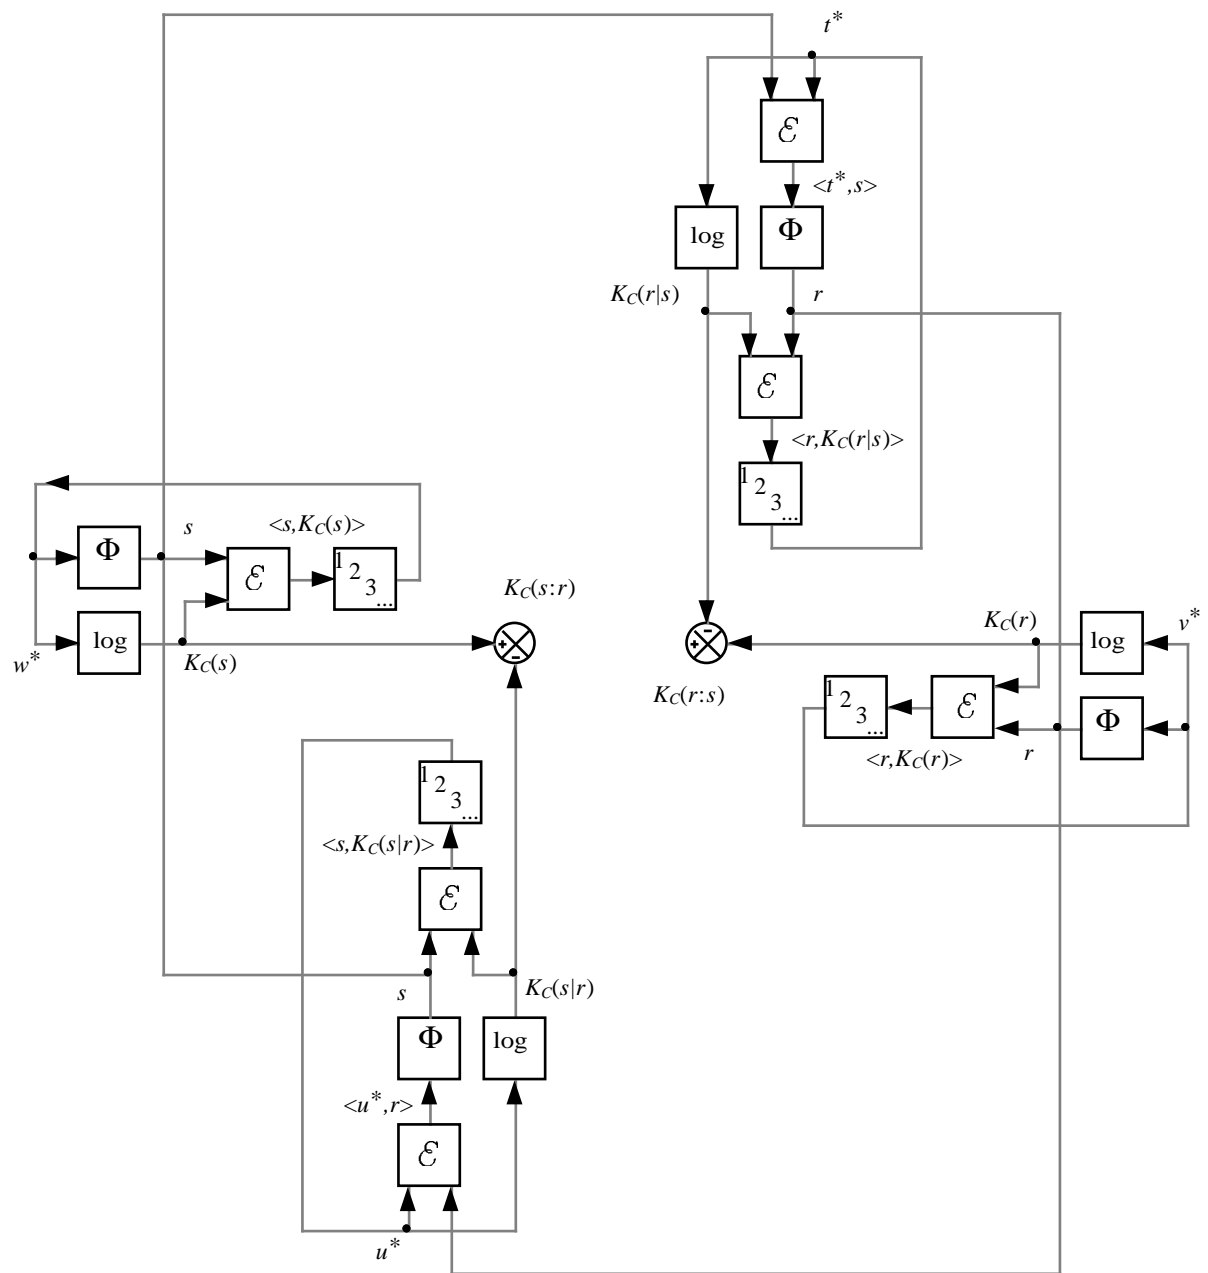 t*
ℰ
<t*,s>
log
Φ
K_C(r|s)
r
ℰ
<r,K_C(r|s)>
1 2 3 ...
s
<s,K_C(s)>
Φ
ℰ
1 2 3 ...
K_C(s:r)
+
-
log
w*
K_C(s)
-
+
K_C(r:s)
K_C(r)
log
v*
1 2 3 ...
ℰ
Φ
<r,K_C(r)>
r
1 2 3 ...
<s,K_C(s|r)>
ℰ
s
K_C(s|r)
Φ
log
<u*,r>
ℰ
u*